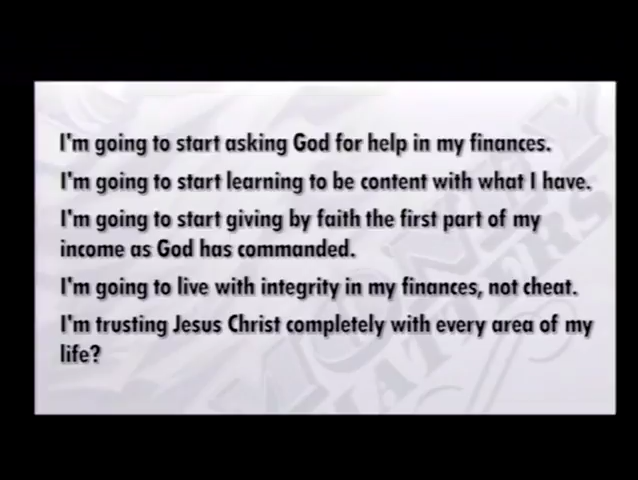 I'm going to start asking God for help in my finances.
I'm going to start learning to be content with what I have.
I'm going to start giving by faith the first part of my
income as God has commanded.
I'm going to live with integrity in my finances, not cheat.
I'm trusting Jesus Christ completely with every area of my
life?
MONEY
MATTERS